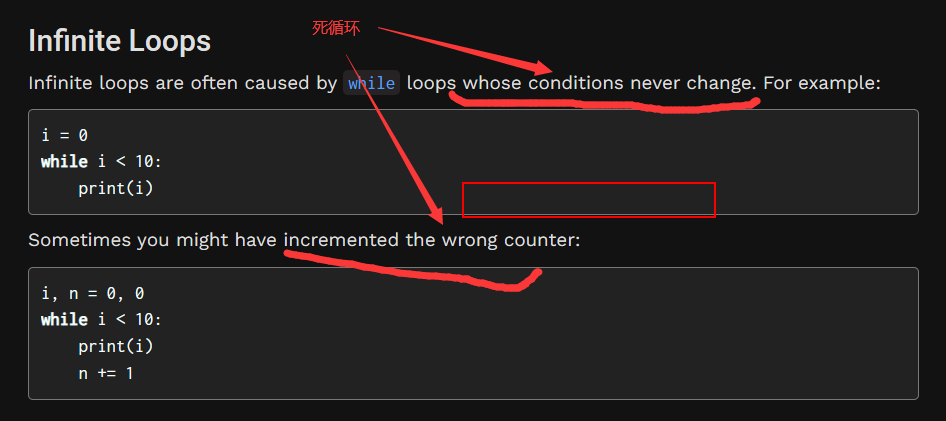 死循环
Infinite Loops
Infinite loops are often caused by while loops whose conditions never change. For example:
i = 0
while i < 10:
    print(i)
Sometimes you might have incremented the wrong counter:
i, n = 0, 0
while i < 10:
    print(i)
    n += 1